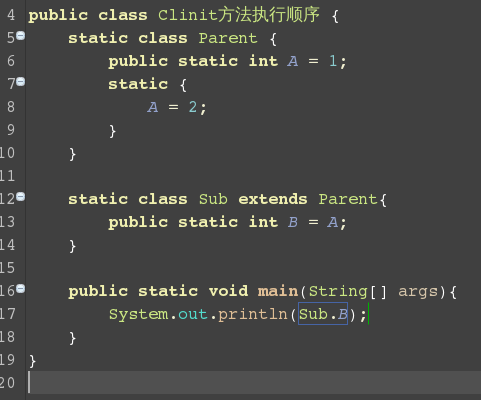 4 public class Clinit方法执行顺序 {
5 static class Parent {
6 public static int A = 1;
7 static {
8 A = 2;
9 }
10 }
11
12 static class Sub extends Parent{
13 public static int B = A;
14 }
15
16 public static void main(String[] args){
17 System.out.println(Sub.B);
18 }
19 }
20